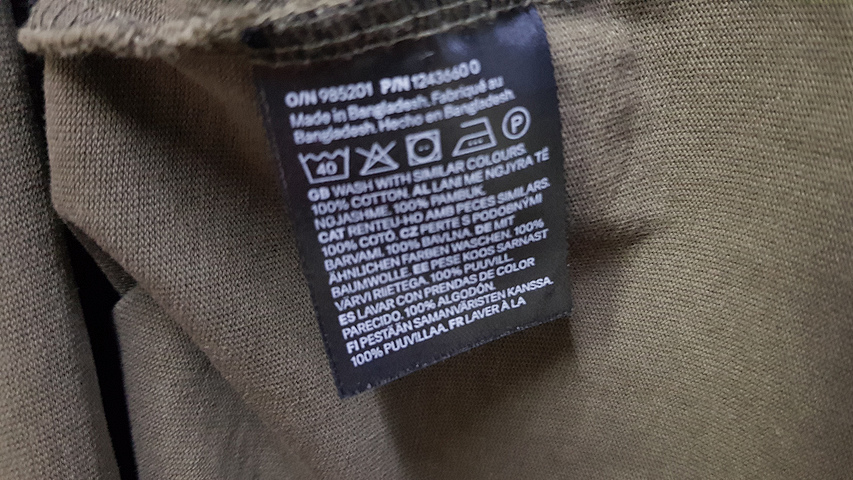 O/N 985201 P/N 1243660 0
Made in Bangladesh. Fabriqué au
Bangladesh. Hecho en Bangladesh.
40 P
GB WASH WITH SIMILAR COLOURS.
100% COTTON. AL LANI ME NGJYRA TË
NGJASHME. 100% PAMBUK.
CAT RENTEU-HO AMB PECES SIMILARS.
100% COTÓ. CZ PERTE S PODOBNÝMI
BARVAMI. 100% BAVLNA. DE MIT
ÄHNLICHEN FARBEN WASCHEN. 100%
BAUMWOLLE. EE PESE KOOS SARNAST
VÄRVI RIIETEGA. 100% PUUVILL.
ES LAVAR CON PRENDAS DE COLOR
PARECIDO. 100% ALGODÓN.
FI PESTÄÄN SAMANVÄRISTEN KANSSA.
100% PUUVILLAA. FR LAVER À LA